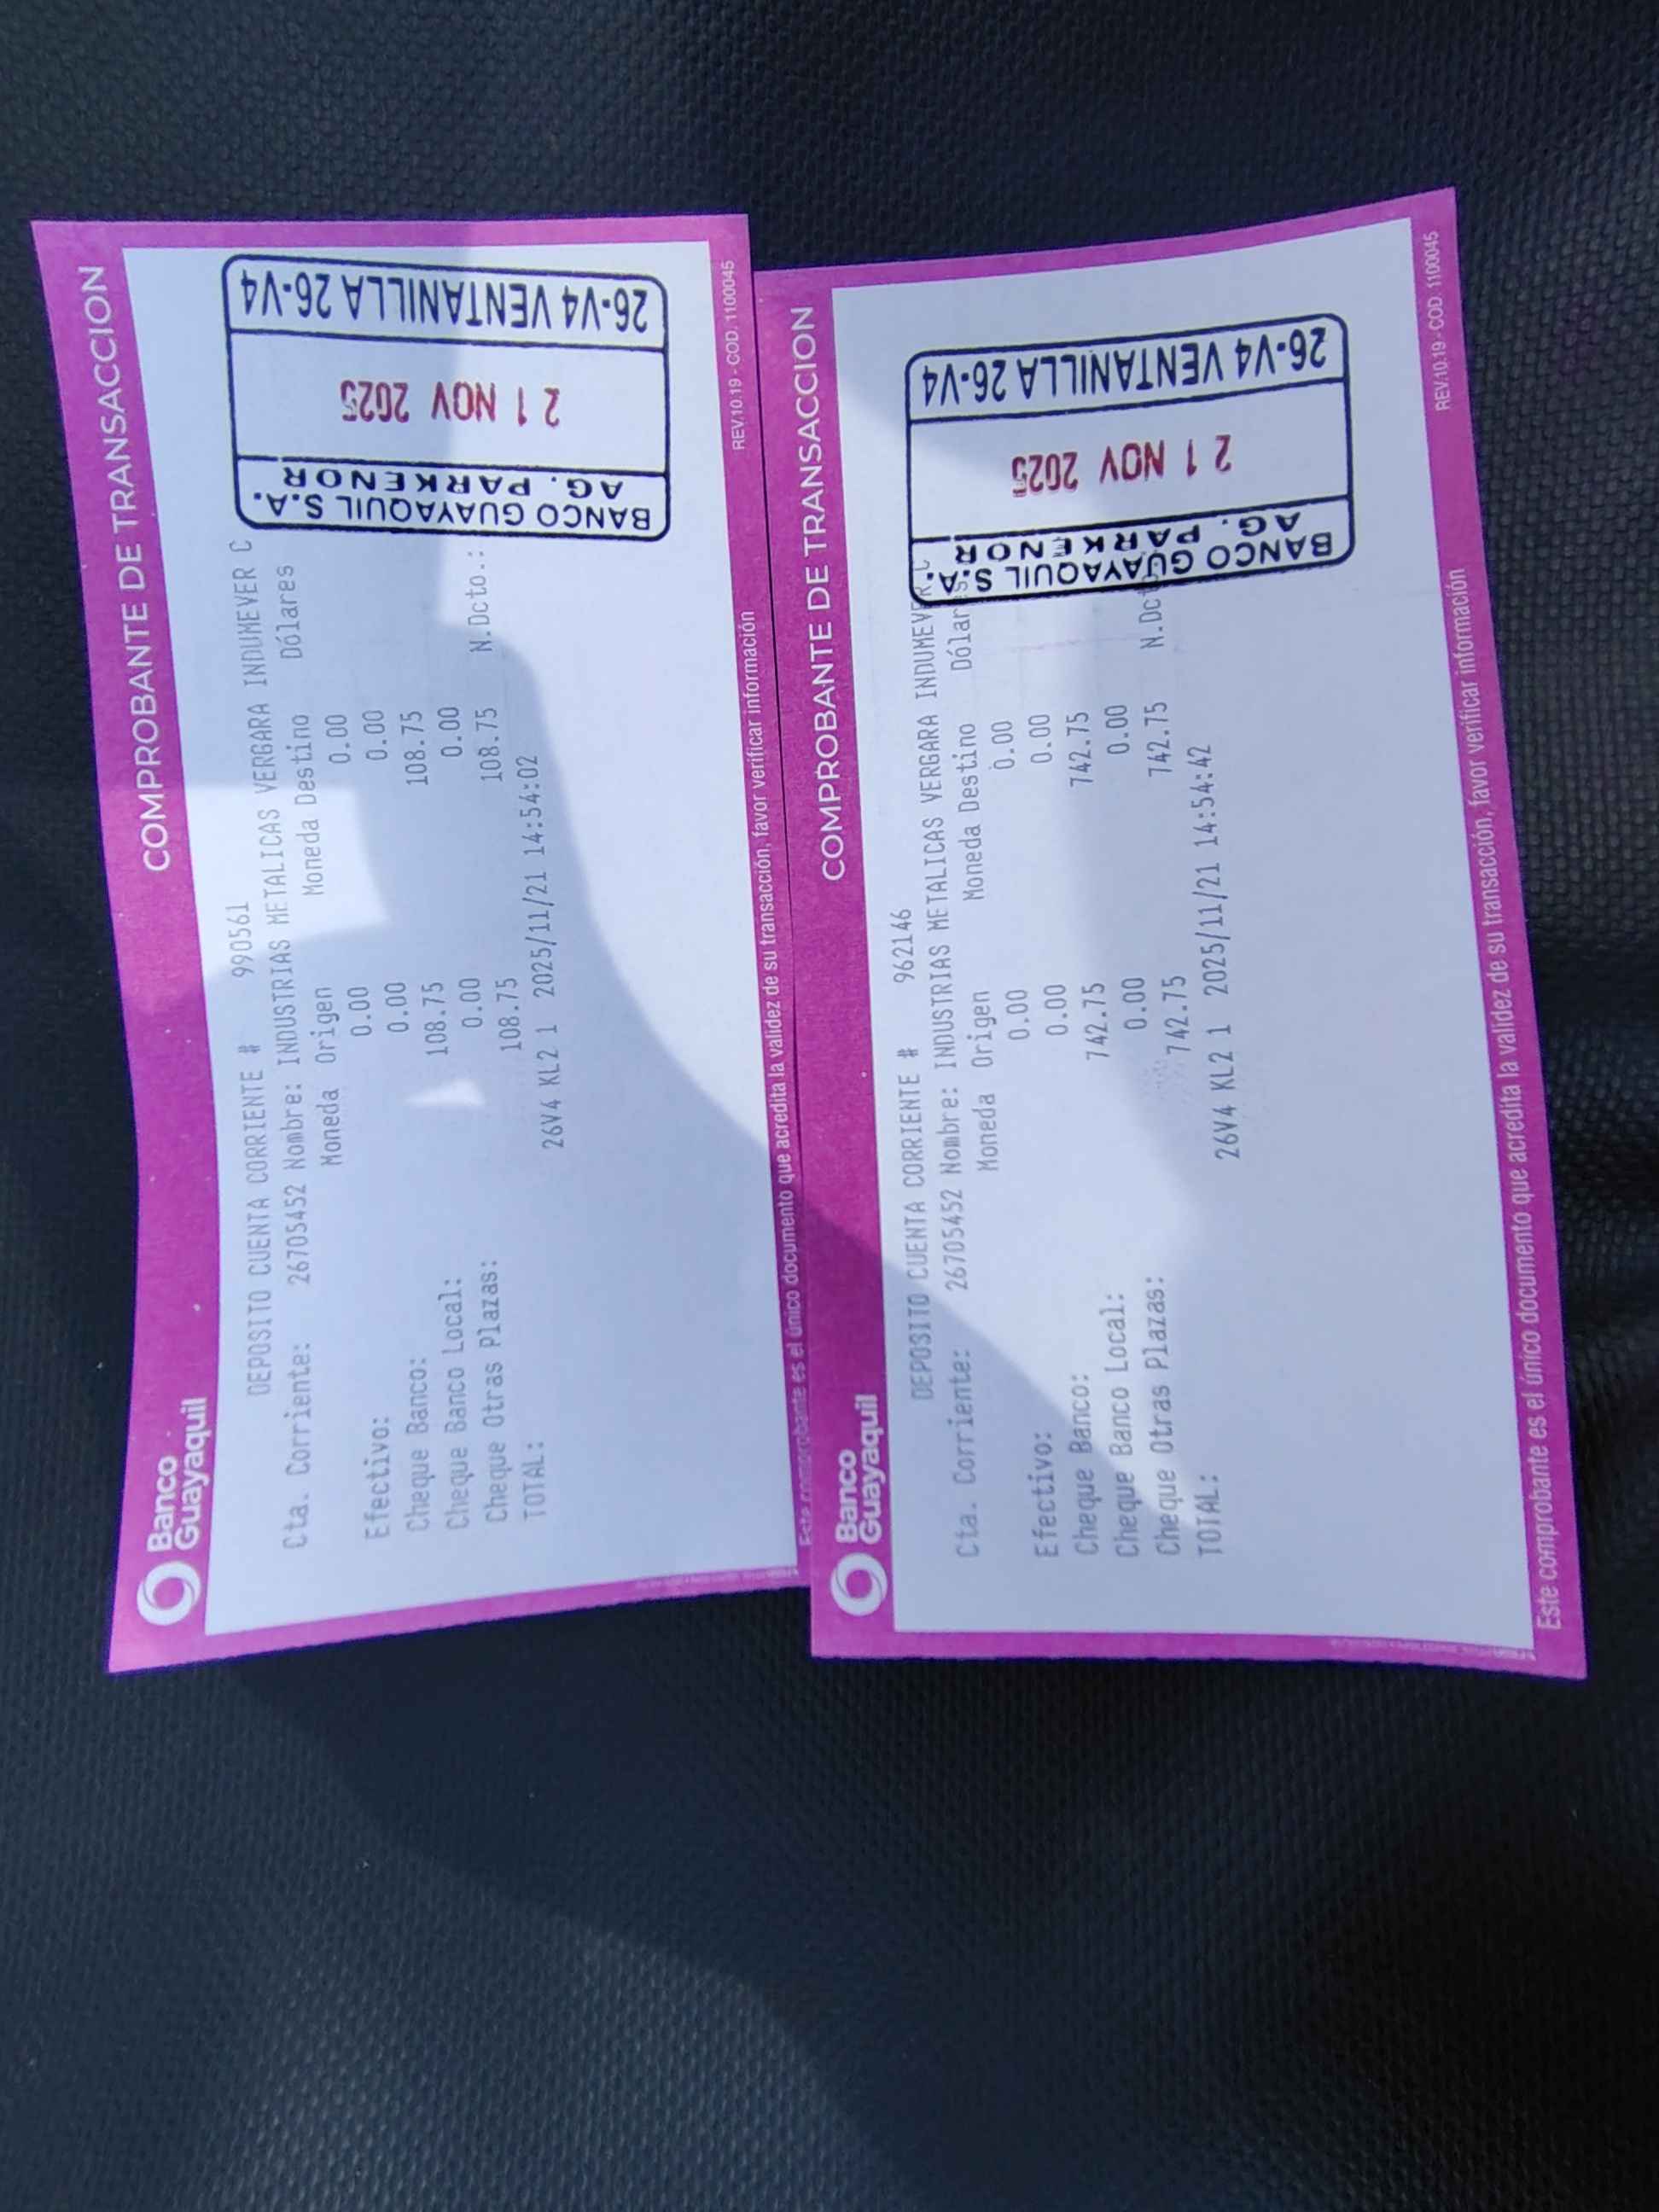 Banco
Guayaquil
COMPROBANTE DE TRANSACCION
DEPOSITO CUENTA CORRIENTE # 990561
Cta. Corriente: 26705452 Nombre: INDUSTRIAS METALICAS VERGARA INDUMEVER C
Moneda Origen Moneda Destino Dólares
Efectivo: 0.00 0.00
Cheque Banco: 0.00 0.00
Cheque Banco Local: 108.75 108.75
Cheque Otras Plazas: 0.00 0.00
TOTAL: 108.75 108.75 N.Dcto.:
26V4 KL2 1 2025/11/21 14:54:02
BANCO GUAYAQUIL S.A.
AG. PARKENOR
21 NOV 2025
26-V4 VENTANILLA 26-V4
Este comprobante es el único documento que acredita la validez de su transacción, favor verificar información
REV.10.19 - COD. 1100045
Banco
Guayaquil
COMPROBANTE DE TRANSACCION
DEPOSITO CUENTA CORRIENTE # 962146
Cta. Corriente: 26705452 Nombre: INDUSTRIAS METALICAS VERGARA INDUMEVER C
Moneda Origen Moneda Destino Dólares
Efectivo: 0.00 0.00
Cheque Banco: 0.00 0.00
Cheque Banco Local: 742.75 742.75
Cheque Otras Plazas: 0.00 0.00
TOTAL: 742.75 742.75 N.Dct
26V4 KL2 1 2025/11/21 14:54:42
BANCO GUAYAQUIL S.A.
AG. PARKENOR
21 NOV 2025
26-V4 VENTANILLA 26-V4
Este comprobante es el único documento que acredita la validez de su transacción, favor verificar información
REV.10.19 - COD. 1100045